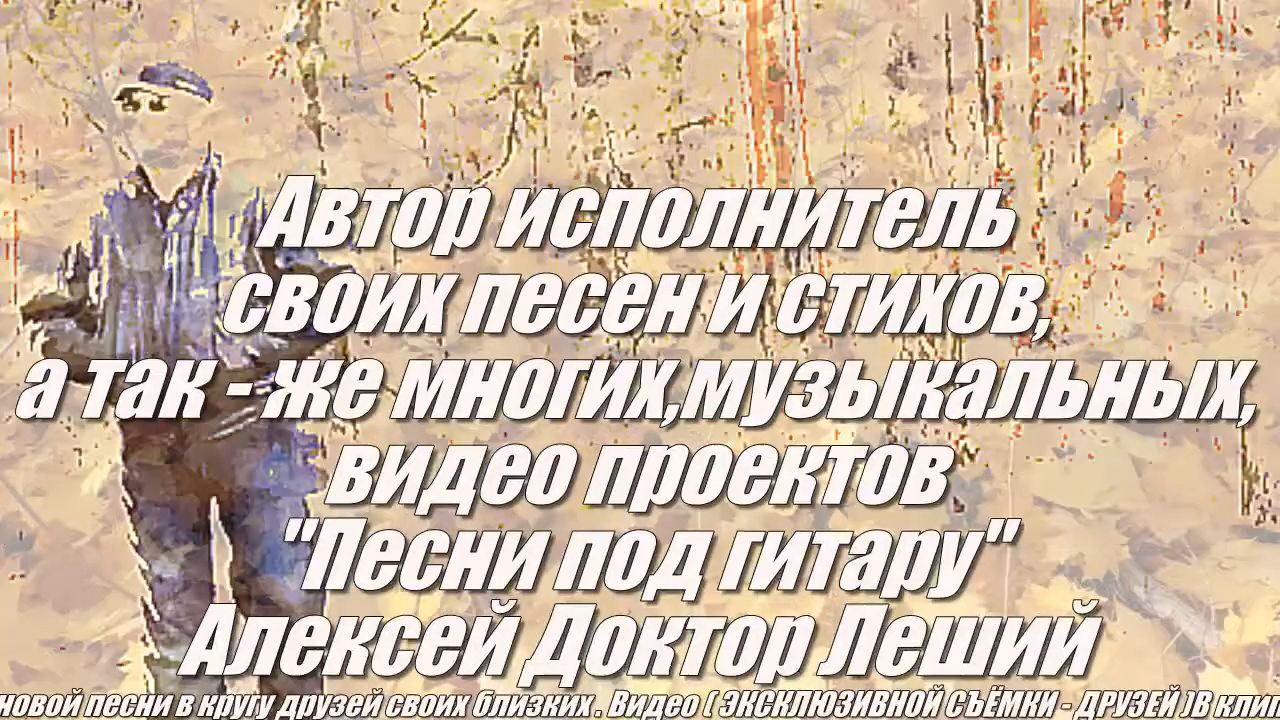 Автор исполнитель
своих песен и стихов,
а так - же многих,музыкальных,
видео проектов
"Песни под гитару"
Алексей Доктор Леший
новой песни в кругу друзей своих близких . Видео ( ЭКСКЛЮЗИВНОЙ СЪЁМКИ - ДРУЗЕЙ )В кли